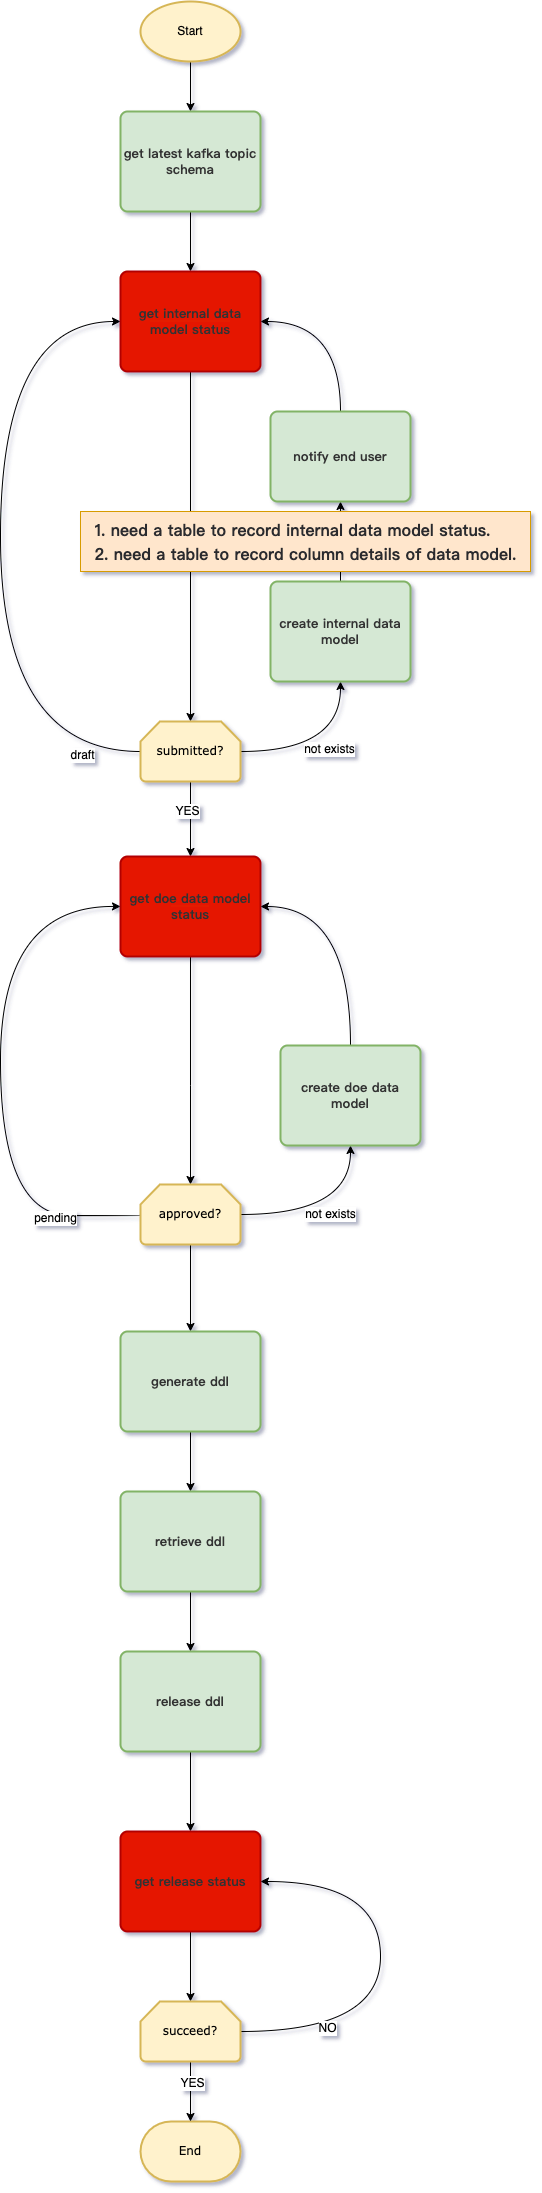 Start
get latest kafka topic
schema
get internal data
model status
notify end user
1. need a table to record internal data model status.
2. need a table to record column details of data model.
create internal data
model
submitted?
draft
not exists
YES
get doe data model
status
create doe data
model
approved?
pending
not exists
generate ddl
retrieve ddl
release ddl
get release status
succeed?
NO
YES
End